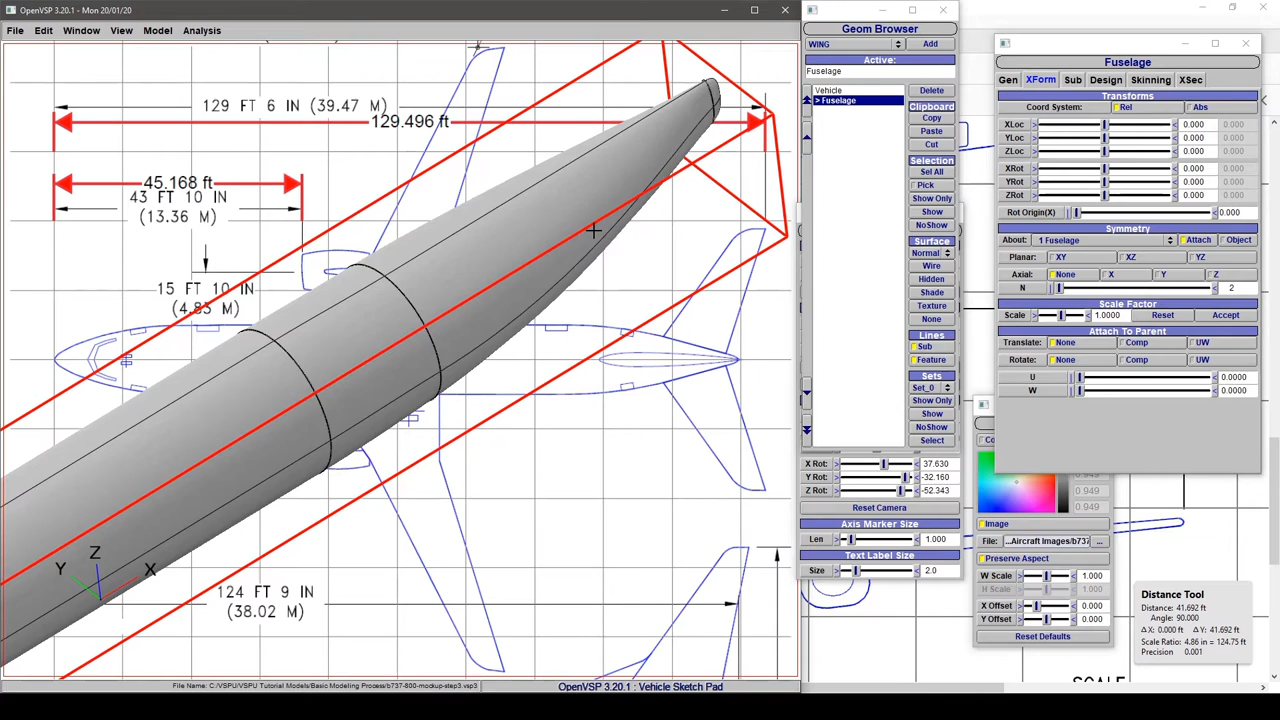 OpenVSP 3.20.1 : Mon 20/01/20
File Edit Window View Model Analysis
129 FT 6 IN (39.47 M)
129.496 ft
45.168 ft
43 FT 10 IN
(13.36 M)
15 FT 10 IN
(4.83 M)
124 FT 9 IN
(38.02 M)
Z
Y
X
File Name: C:/VSPU/VSPU Tutorial Models/Basic Modeling Process/b737-800-mockup-step3.vsp3
OpenVSP 3.20.1 : Vehicle Sketch Pad
Geom Browser
WING
Add
Active:
Fuselage
Vehicle
> Fuselage
Delete
Clipboard
Copy
Paste
Cut
Selection
Sel All
Pick
Show Only
Show
NoShow
Surface
Normal
Wire
Hidden
Shade
Texture
None
Lines
Sub
Feature
Sets
Set_0
Show Only
Show
NoShow
Select
X Rot: > < 37.630
Y Rot: > < -32.160
Z Rot: > < -52.343
Reset Camera
Axis Marker Size
Len > < 1.000
Text Label Size
Size > < 2.0
Fuselage
Gen XForm Sub Design Skinning XSec
Transforms
Coord System: Rel Abs
XLoc > < 0.000 0.000
YLoc > < 0.000 0.000
ZLoc > < 0.000 0.000
XRot > < 0.000 0.000
YRot > < 0.000 0.000
ZRot > < 0.000 0.000
Rot Origin(X) < 0.000
Symmetry
About: 1 Fuselage Attach Object
Planar: XY XZ YZ
Axial: None X Y Z
N > < 2
Scale Factor
Scale > < 1.0000 Reset Accept
Attach To Parent
Translate: None Comp UW
Rotate: None Comp UW
U < 0.0000
W < 0.0000
0.949
0.949
Image
File: ...Aircraft Images/b737 ...
Preserve Aspect
W Scale > < 1.000
H Scale > < 1.000
X Offset > < 0.000
Y Offset > < 0.000
Reset Defaults
Distance Tool
Distance: 41.692 ft
Angle: 90.000
Δ X: 0.000 ft Δ Y: 41.692 ft
Scale Ratio: 4.86 in = 124.75 ft
Precision 0.001